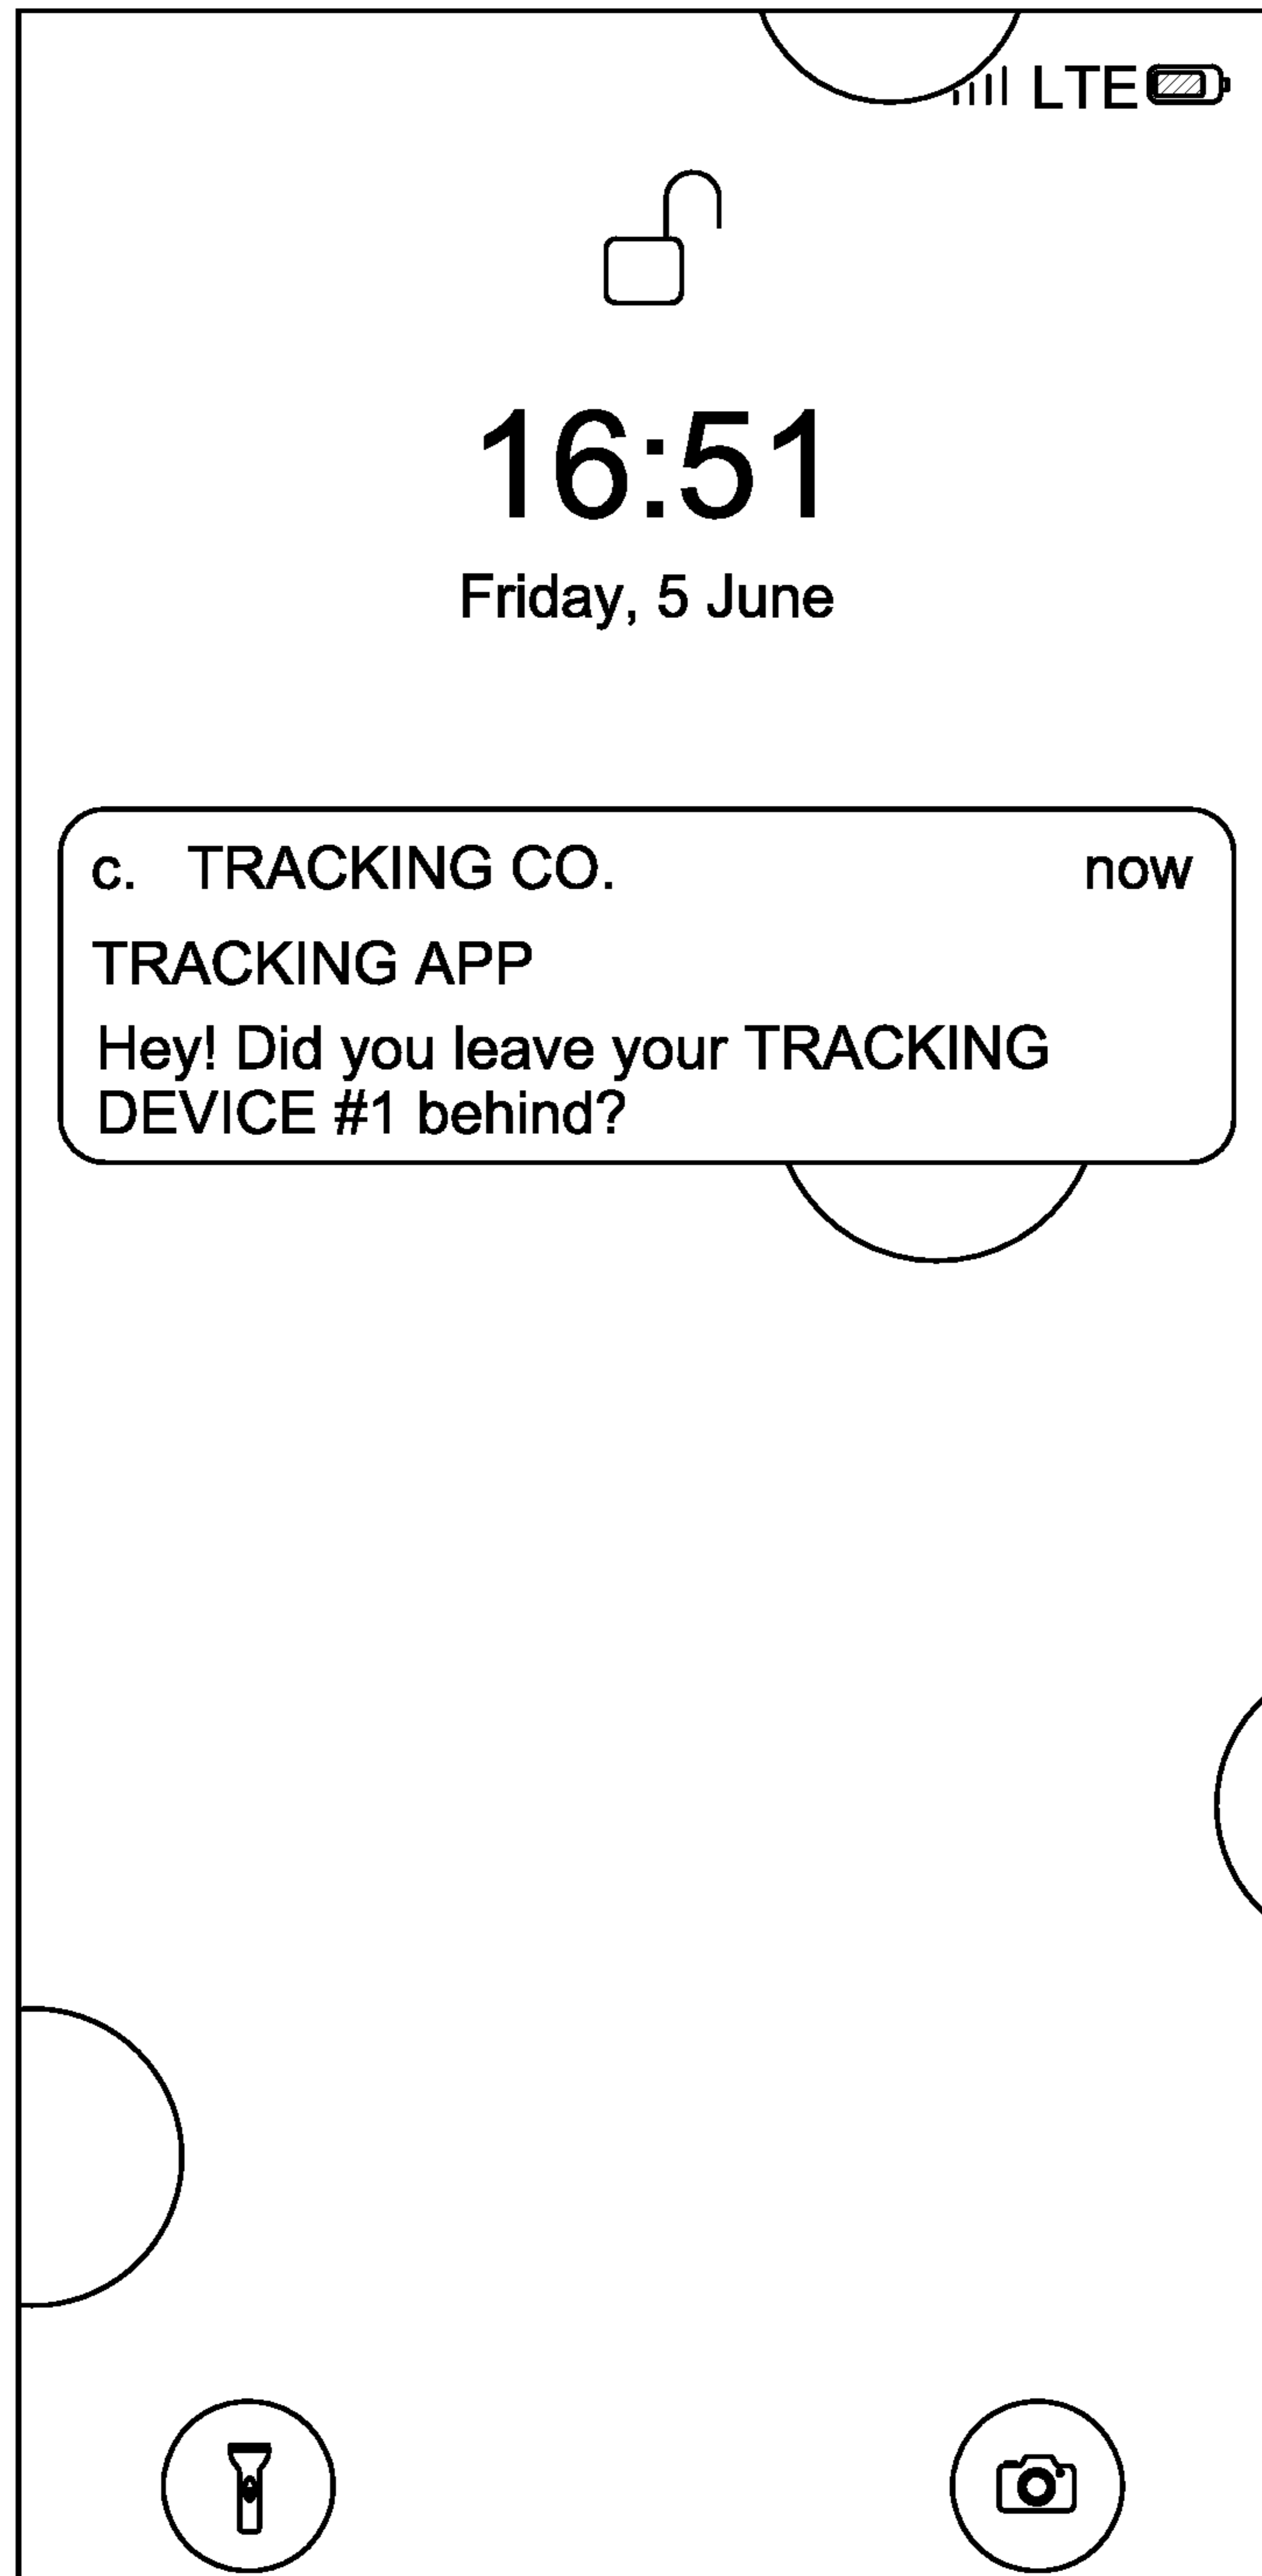 LTE
16:51
Friday, 5 June
c. TRACKING CO. now
TRACKING APP
Hey! Did you leave your TRACKING
DEVICE #1 behind?